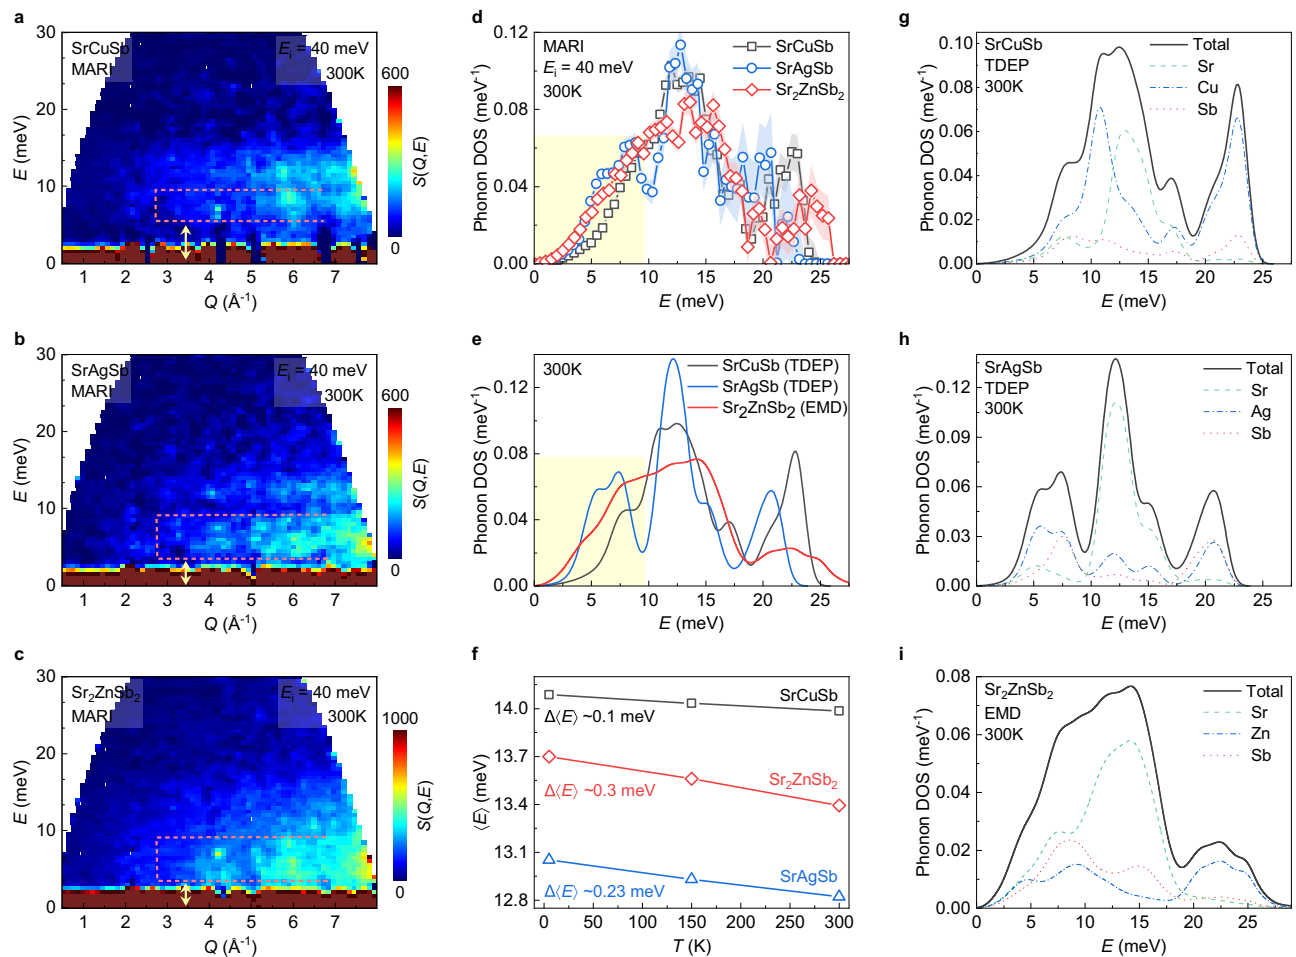 a
SrCuSb
MARI
Ei = 40 meV
300K
600
0
S(Q,E)
30
20
10
0
E (meV)
1 2 3 4 5 6 7
Q (Å-1)
b
SrAgSb
MARI
Ei = 40 meV
300K
600
0
S(Q,E)
30
20
10
0
E (meV)
1 2 3 4 5 6 7
Q (Å-1)
c
Sr2ZnSb2
MARI
Ei = 40 meV
300K
1000
0
S(Q,E)
30
20
10
0
E (meV)
1 2 3 4 5 6 7
Q (Å-1)
d
MARI
Ei = 40 meV
300K
SrCuSb
SrAgSb
Sr2ZnSb2
0.12
0.08
0.04
0.00
Phonon DOS (meV-1)
0 5 10 15 20 25
E (meV)
e
300K
SrCuSb (TDEP)
SrAgSb (TDEP)
Sr2ZnSb2 (EMD)
0.12
0.08
0.04
0.00
Phonon DOS (meV-1)
0 5 10 15 20 25
E (meV)
f
SrCuSb
Δ⟨E⟩ ~0.1 meV
Sr2ZnSb2
Δ⟨E⟩ ~0.3 meV
SrAgSb
Δ⟨E⟩ ~0.23 meV
14.0
13.7
13.4
13.1
12.8
⟨E⟩ (meV)
0 50 100 150 200 250 300
T (K)
g
SrCuSb
TDEP
300K
Total
Sr
Cu
Sb
0.10
0.08
0.06
0.04
0.02
0.00
Phonon DOS (meV-1)
0 5 10 15 20 25
E (meV)
h
SrAgSb
TDEP
300K
Total
Sr
Ag
Sb
0.12
0.09
0.06
0.03
0.00
Phonon DOS (meV-1)
0 5 10 15 20 25
E (meV)
i
Sr2ZnSb2
EMD
300K
Total
Sr
Zn
Sb
0.08
0.06
0.04
0.02
0.00
Phonon DOS (meV-1)
0 5 10 15 20 25
E (meV)